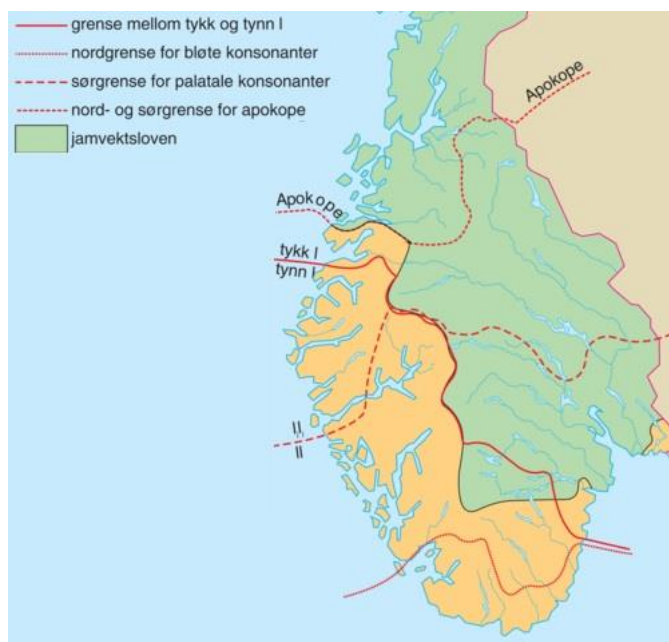 grense mellom tykk og tynn l
nordgrense for bløte konsonanter
sørgrense for palatale konsonanter
nord- og sørgrense for apokope
jamvektsloven
Apokope
Apokope
tykk l
tynn l
ll,
ll